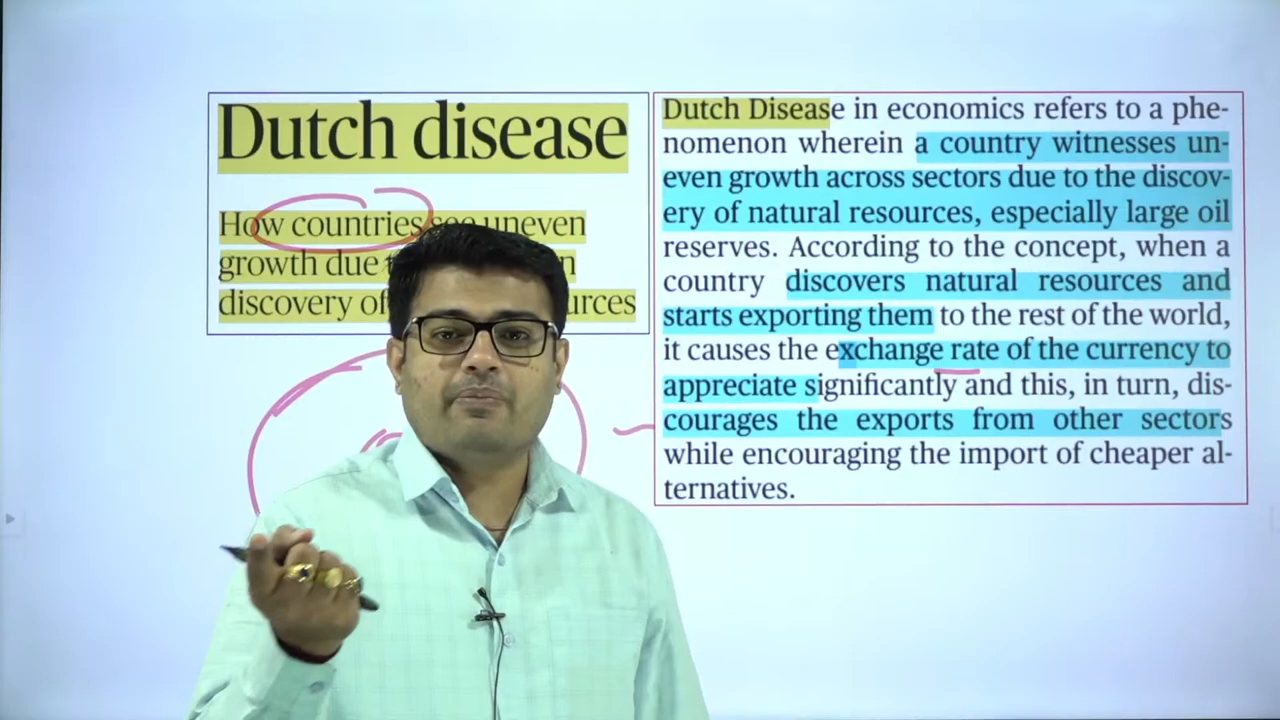 Dutch disease
How countries see uneven
growth due n
discovery of urces
Dutch Disease in economics refers to a phe-
nomenon wherein a country witnesses un-
even growth across sectors due to the discov-
ery of natural resources, especially large oil
reserves. According to the concept, when a
country discovers natural resources and
starts exporting them to the rest of the world,
it causes the exchange rate of the currency to
appreciate significantly and this, in turn, dis-
courages the exports from other sectors
while encouraging the import of cheaper al-
ternatives.